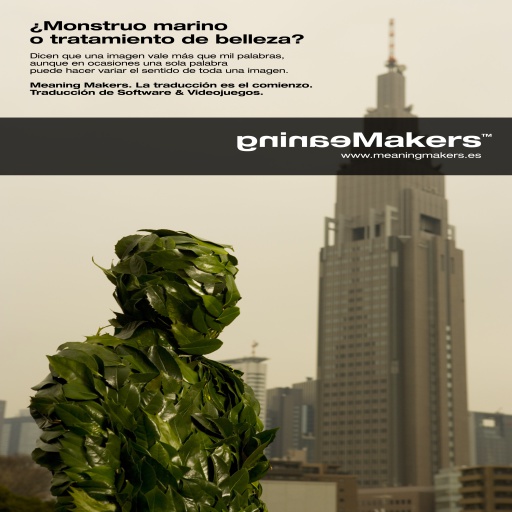 ¿Monstruo marino
o tratamiento de belleza?
Dicen que una imagen vale más que mil palabras,
aunque en ocasiones una sola palabra
puede hacer variar el sentido de toda una imagen.
Meaning Makers. La traducción es el comienzo.
Traducción de Software & Videojuegos.
MeaningMakers™
www.meaningmakers.es